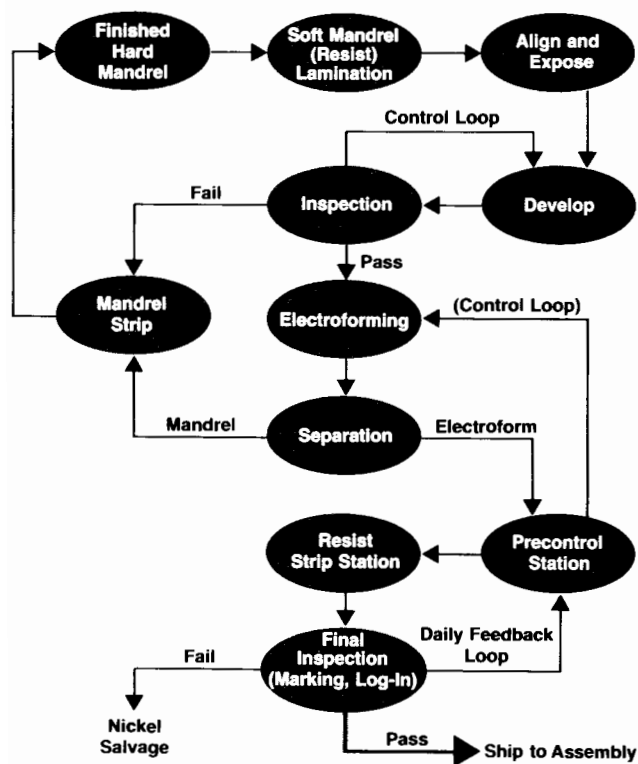 Finished
Hard
Mandrel
Soft Mandrel
(Resist)
Lamination
Align and
Expose
Control Loop
Fail
Inspection
Develop
Pass
Mandrel
Strip
Electroforming
(Control Loop)
Mandrel
Separation
Electroform
Resist
Strip Station
Precontrol
Station
Fail
Final
Inspection
(Marking, Log-In)
Daily Feedback
Loop
Nickel
Salvage
Pass
Ship to Assembly